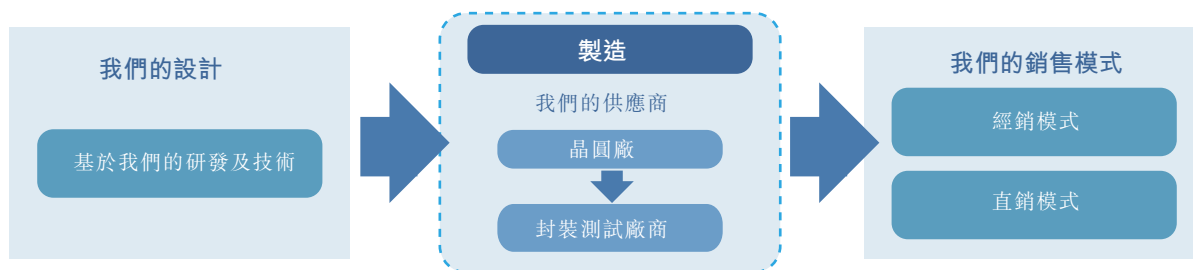 我們的設計
基於我們的研發及技術
製造
我們的供應商
晶圓廠
封裝測試廠商
我們的銷售模式
經銷模式
直銷模式